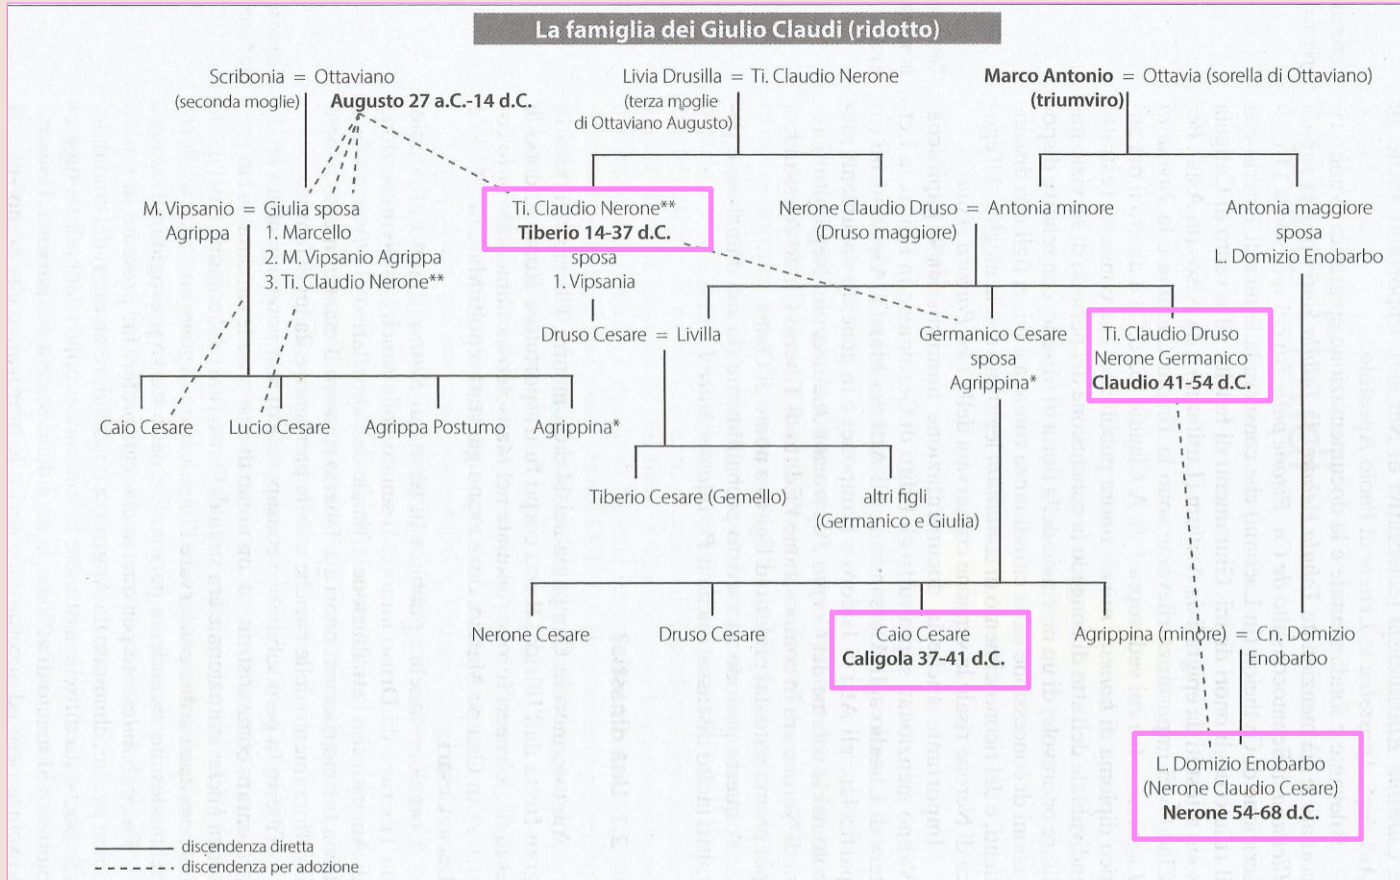 La famiglia dei Giulio Claudi (ridotto)
Scribonia = Ottaviano
(seconda moglie)
Augusto 27 a.C.-14 d.C.
Livia Drusilla = Ti. Claudio Nerone
(terza moglie
di Ottaviano Augusto)
Marco Antonio = Ottavia (sorella di Ottaviano)
(triumviro)
M. Vipsanio = Giulia sposa
Agrippa
1. Marcello
2. M. Vipsanio Agrippa
3. Ti. Claudio Nerone**
Ti. Claudio Nerone**
Tiberio 14-37 d.C.
sposa
1. Vipsania
Nerone Claudio Druso = Antonia minore
(Druso maggiore)
Antonia maggiore
sposa
L. Domizio Enobarbo
Druso Cesare = Livilla
Germanico Cesare
sposa
Agrippina*
Ti. Claudio Druso
Nerone Germanico
Claudio 41-54 d.C.
Caio Cesare
Lucio Cesare
Agrippa Postumo
Agrippina*
Tiberio Cesare (Gemello)
altri figli
(Germanico e Giulia)
Nerone Cesare
Druso Cesare
Caio Cesare
Caligola 37-41 d.C.
Agrippina (minore) = Cn. Domizio
Enobarbo
L. Domizio Enobarbo
(Nerone Claudio Cesare)
Nerone 54-68 d.C.
discendenza diretta
discendenza per adozione